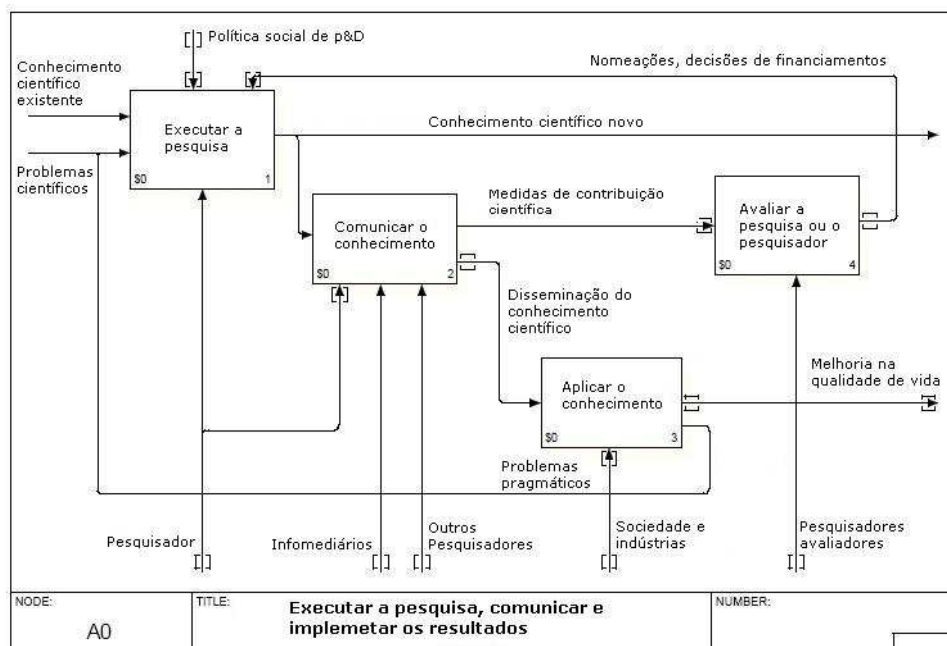 Política social de p&D
Nomeações, decisões de financiamentos
Conhecimento
científico
existente
Executar a
pesquisa
$0
1
Conhecimento científico novo
Problemas
científicos
Medidas de contribuição
científica
Comunicar o
conhecimento
$0
2
Avaliar a
pesquisa ou o
pesquisador
$0
4
Disseminação do
conhecimento
científico
Melhoria na
qualidade de vida
Aplicar o
conhecimento
$0
3
Problemas
pragmáticos
Pesquisador
Infomediários
Outros
Pesquisadores
Sociedade e
indústrias
Pesquisadores
avaliadores
NODE:
A0
TITLE:
Executar a pesquisa, comunicar e
implemetar os resultados
NUMBER: